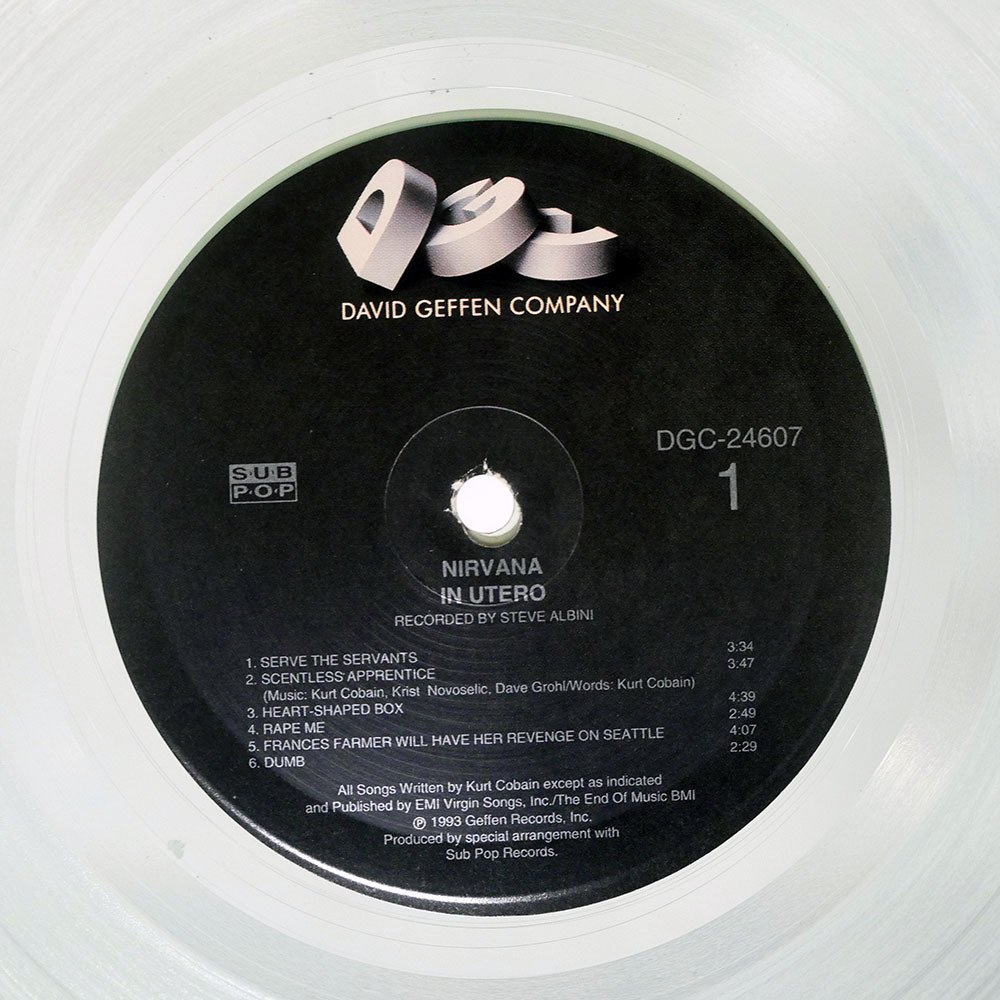 DGC
DAVID GEFFEN COMPANY
DGC-24607
1
SUB
POP
NIRVANA
IN UTERO
RECORDED BY STEVE ALBINI
1. SERVE THE SERVANTS 3:34
2. SCENTLESS APPRENTICE 3:47
(Music: Kurt Cobain, Krist Novoselic, Dave Grohl/Words: Kurt Cobain)
3. HEART-SHAPED BOX 4:39
4. RAPE ME 2:49
5. FRANCES FARMER WILL HAVE HER REVENGE ON SEATTLE 4:07
6. DUMB 2:29
All Songs Written by Kurt Cobain except as indicated
and Published by EMI Virgin Songs, Inc./The End Of Music BMI
℗ 1993 Geffen Records, Inc.
Produced by special arrangement with
Sub Pop Records.